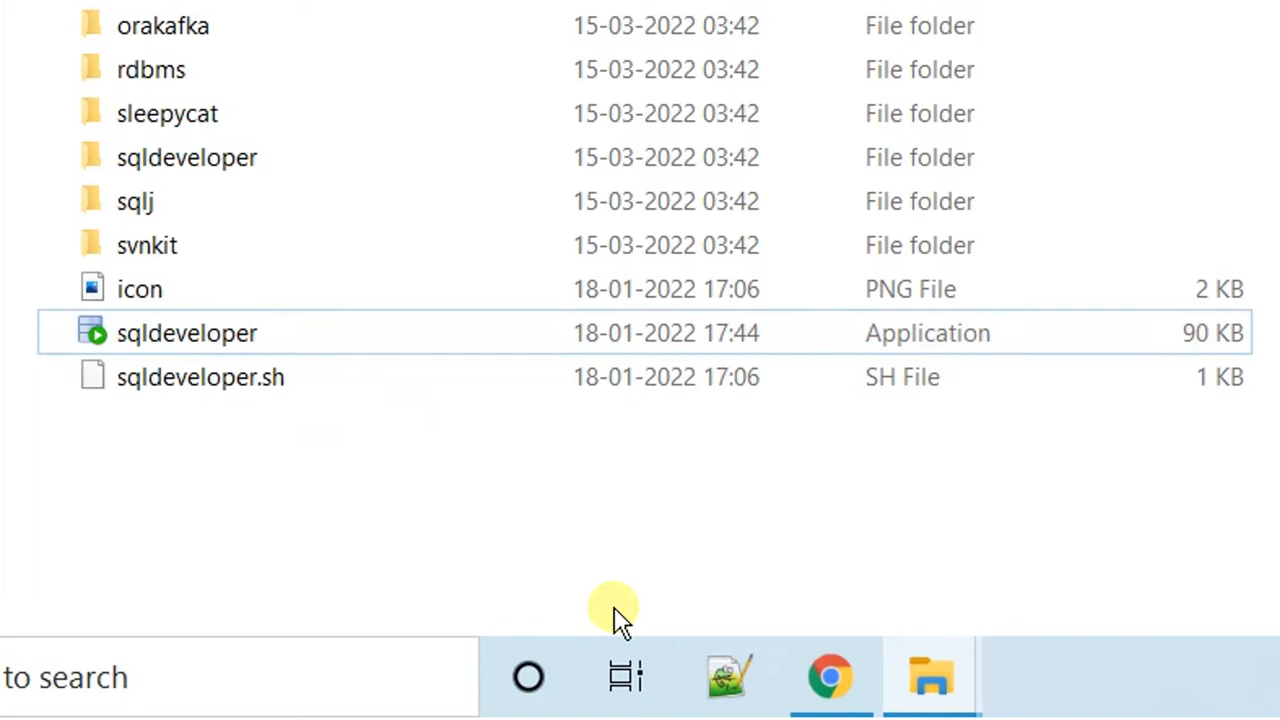 orakafka 15-03-2022 03:42 File folder
rdbms 15-03-2022 03:42 File folder
sleepycat 15-03-2022 03:42 File folder
sqldeveloper 15-03-2022 03:42 File folder
sqlj 15-03-2022 03:42 File folder
svnkit 15-03-2022 03:42 File folder
icon 18-01-2022 17:06 PNG File 2 KB
sqldeveloper 18-01-2022 17:44 Application 90 KB
sqldeveloper.sh 18-01-2022 17:06 SH File 1 KB
to search